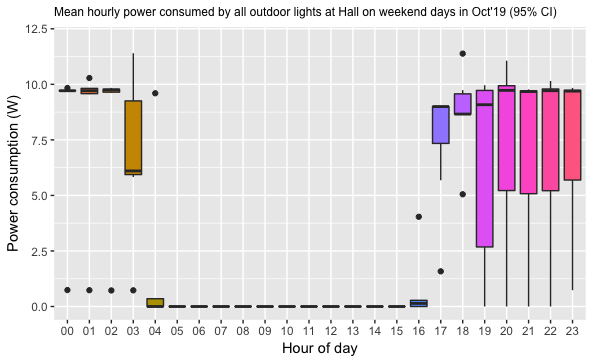 Mean hourly power consumed by all outdoor lights at Hall on weekend days in Oct'19 (95% CI)
12.5
10.0
7.5
5.0
2.5
0.0
Power consumption (W)
00 01 02 03 04 05 06 07 08 09 10 11 12 13 14 15 16 17 18 19 20 21 22 23
Hour of day